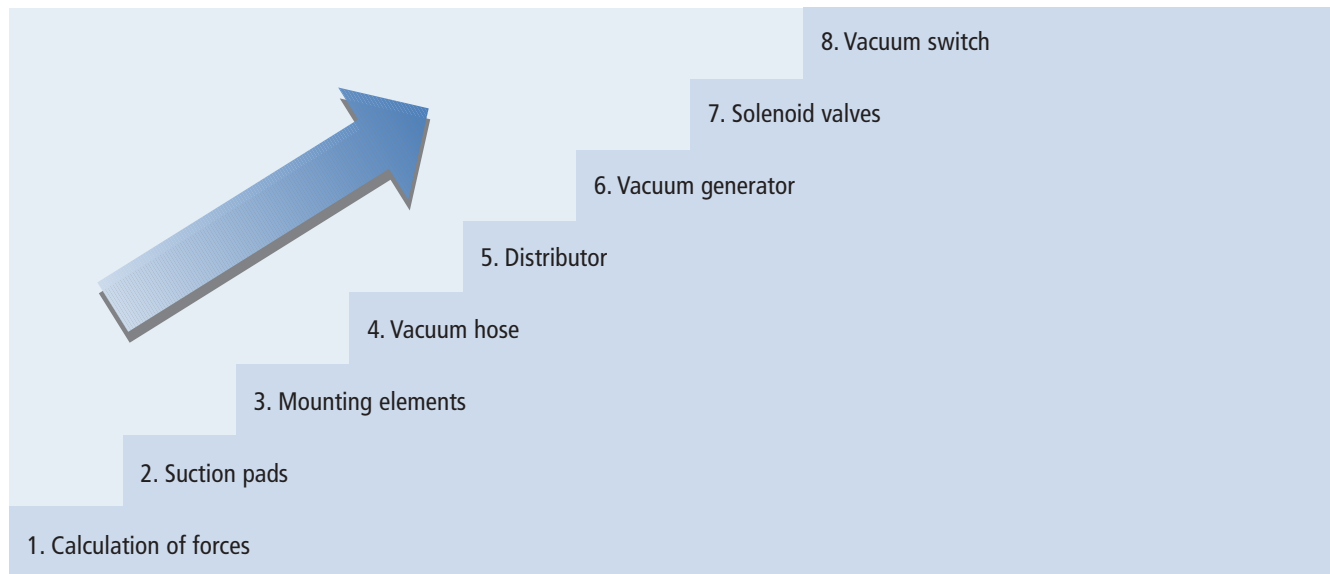 8. Vacuum switch
7. Solenoid valves
6. Vacuum generator
5. Distributor
4. Vacuum hose
3. Mounting elements
2. Suction pads
1. Calculation of forces